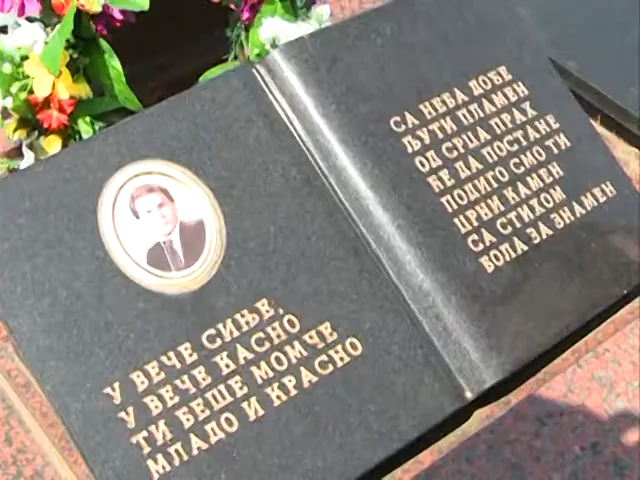 У ВЕЧЕ СИЊЕ,
У ВЕЧЕ КАСНО
ТИ БЕШЕ МОМЧЕ
МЛАДО И КРАСНО
СА НЕБА ДОЂЕ
ЉУТИ ПЛАМЕН
ОД СРЦА ПРАХ
ЋЕ ДА ПОСТАНЕ
ПОДИГО СМО ТИ
ЦРНИ КАМЕН
СА СТИХОМ
БОЛА ЗА ЗНАМЕН